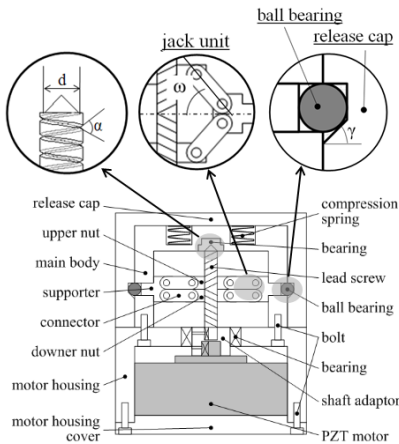 ball bearing
jack unit
release cap
d
α
ω
γ
release cap
upper nut
main body
supporter
connector
downer nut
motor housing
motor housing
cover
compression
spring
bearing
lead screw
ball bearing
bolt
bearing
shaft adaptor
PZT motor